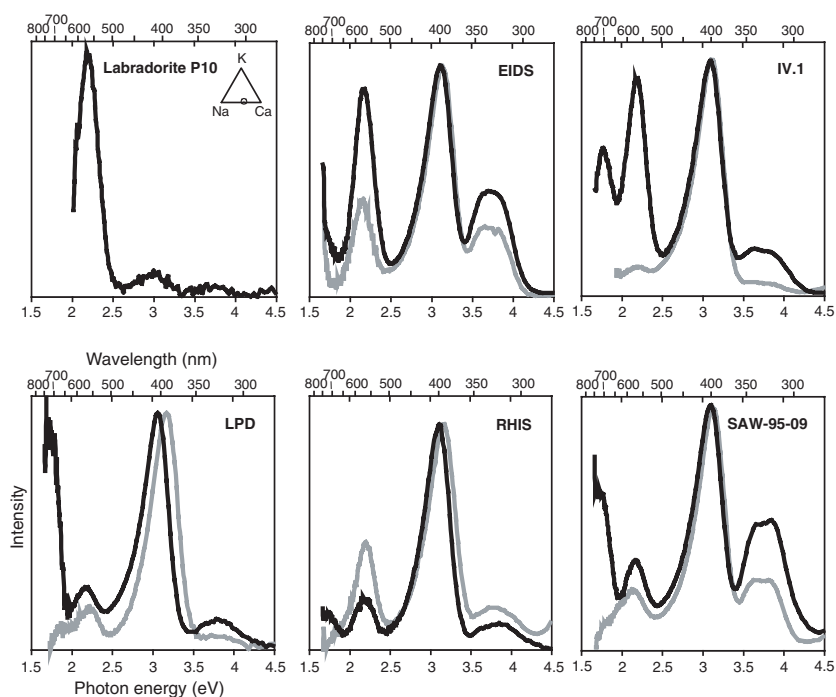 800 700 600 500 400 350 300
800 700 600 500 400 350 300
800 700 600 500 400 350 300
Labradorite P10
K
Na Ca
EIDS
IV.1
1.5 2 2.5 3 3.5 4 4.5
1.5 2 2.5 3 3.5 4 4.5
1.5 2 2.5 3 3.5 4 4.5
Wavelength (nm)
800 700 600 500 400 350 300
800 700 600 500 400 350 300
800 700 600 500 400 350 300
LPD
RHIS
SAW-95-09
Intensity
1.5 2 2.5 3 3.5 4 4.5
1.5 2 2.5 3 3.5 4 4.5
1.5 2 2.5 3 3.5 4 4.5
Photon energy (eV)